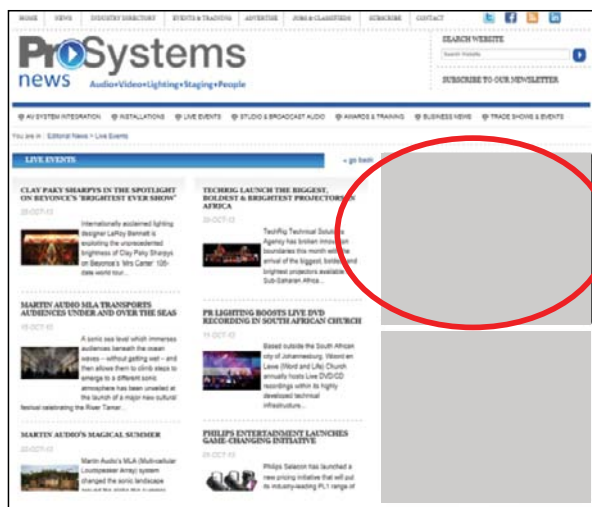 HOME NEWS INDUSTRY DIRECTORY EVENTS & TRAINING ADVERTISE JOBS & CLASSIFIEDS SUBSCRIBE CONTACT
ProSystems
news Audio•Video•Lighting•Staging•People
SEARCH WEBSITE
Search Website
SUBSCRIBE TO OUR NEWSLETTER
AV SYSTEM INTEGRATION INSTALLATIONS LIVE EVENTS STUDIO & BROADCAST AUDIO AWARDS & TRAINING BUSINESS NEWS TRADE SHOWS & EVENTS
You are in : Editorial News > Live Events
LIVE EVENTS
« go back
CLAY PAKY SHARPYS IN THE SPOTLIGHT
ON BEYONCE'S 'BRIGHTEST EVER SHOW'
Internationally acclaimed lighting
designer LeRoy Bennett is
exploiting the unprecedented
brightness of Clay Paky Sharpys
on Beyonce's 'Mrs Carter' 106-
date world tour...
TECHRIG LAUNCH THE BIGGEST,
BOLDEST & BRIGHTEST PROJECTORS IN
AFRICA
TechRig Technical Solutions
Agency has broken innovation
boundaries this month with the
arrival of the biggest, boldest and
brightest projectors available in
Sub-Saharan Africa...
MARTIN AUDIO MLA TRANSPORTS
AUDIENCES UNDER AND OVER THE SEAS
A sonic sea level which immerses
audiences beneath the ocean
waves – without getting wet – and
then allows them to climb steps to
emerge to a different sonic
atmosphere has been unveiled at
the launch of a major new cultural
festival celebrating the River Tamar...
PR LIGHTING BOOSTS LIVE DVD
RECORDING IN SOUTH AFRICAN CHURCH
Based outside the South African
city of Johannesburg, Woord en
Lewe (Word and Life) Church
annually hosts Live DVD/CD
recordings within its highly
developed technical
infrastructure...
MARTIN AUDIO'S MAGICAL SUMMER
Martin Audio's MLA (Multicellular
Loudspeaker Array) system
changed the sonic landscape
PHILIPS ENTERTAINMENT LAUNCHES
GAME-CHANGING INITIATIVE
Philips Selecon has launched a
new pricing initiative that will put
its industry-leading PL1 range of